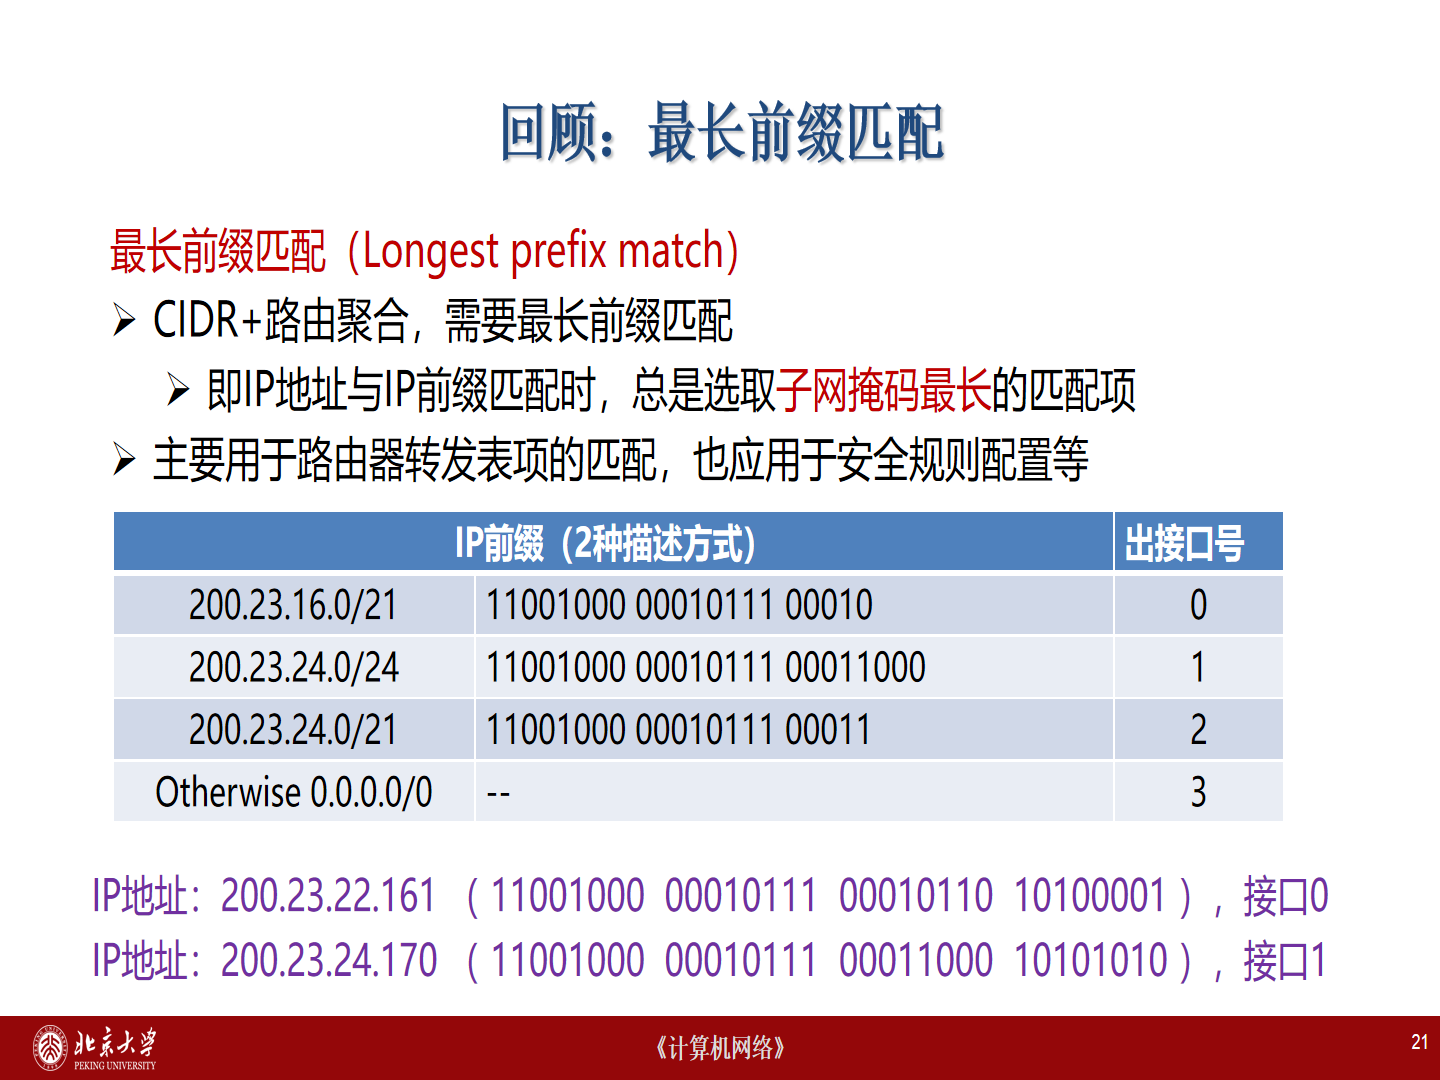 回顾：最长前缀匹配
最长前缀匹配（Longest prefix match）
➢ CIDR+路由聚合，需要最长前缀匹配
➢ 即IP地址与IP前缀匹配时，总是选取子网掩码最长的匹配项
➢ 主要用于路由器转发表项的匹配，也应用于安全规则配置等
IP前缀（2种描述方式） 出接口号
200.23.16.0/21 11001000 00010111 00010 0
200.23.24.0/24 11001000 00010111 00011000 1
200.23.24.0/21 11001000 00010111 00011 2
Otherwise 0.0.0.0/0 -- 3
IP地址：200.23.22.161 （ 11001000 00010111 00010110 10100001 ），接口0
IP地址：200.23.24.170 （ 11001000 00010111 00011000 10101010 ），接口1
北京大学
PEKING UNIVERSITY
《计算机网络》
21